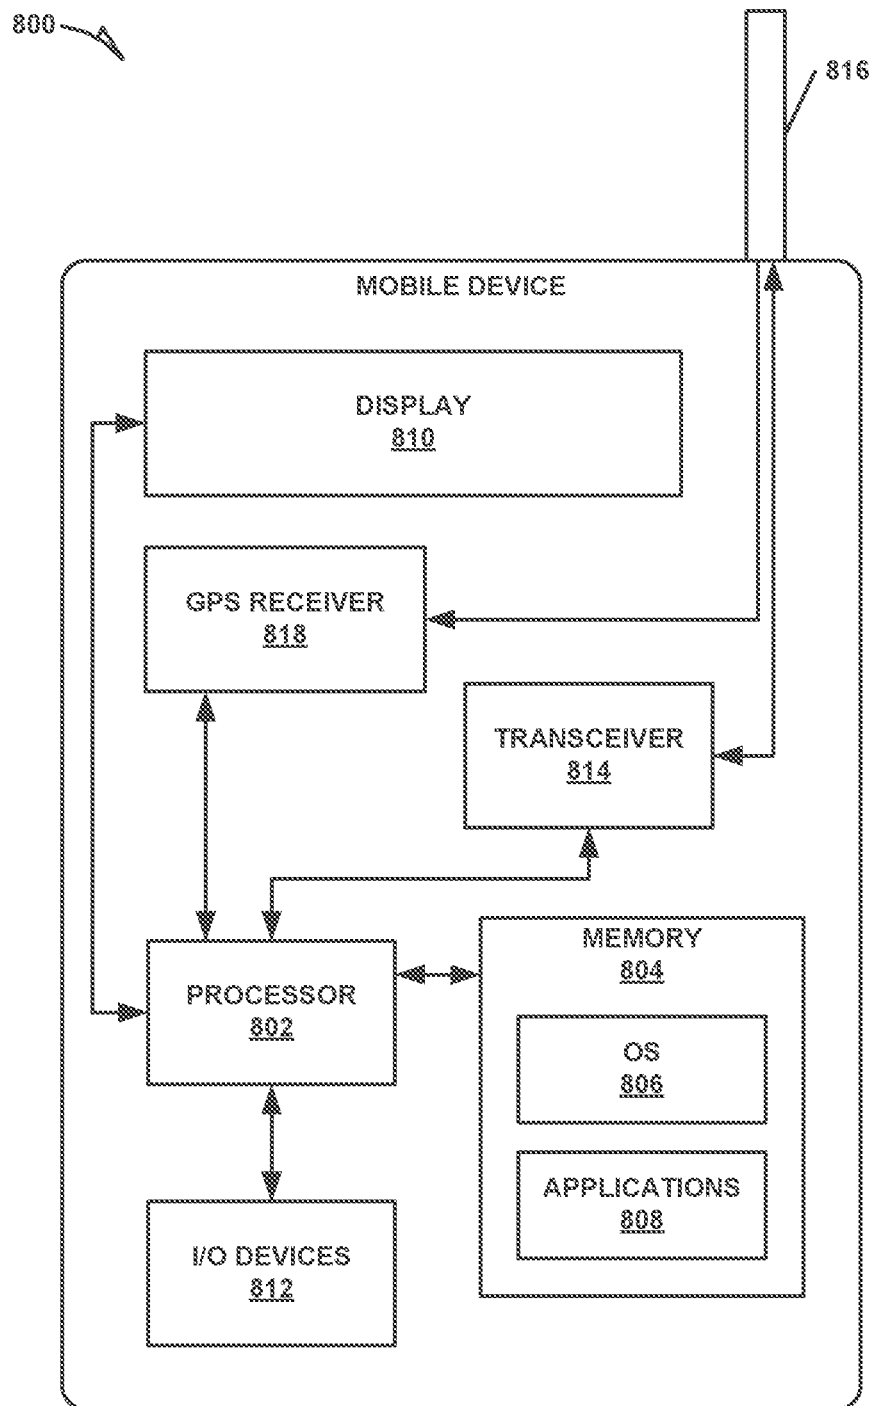 800
816
MOBILE DEVICE
DISPLAY
810
GPS RECEIVER
818
TRANSCEIVER
814
PROCESSOR
802
MEMORY
804
OS
806
APPLICATIONS
808
I/O DEVICES
812